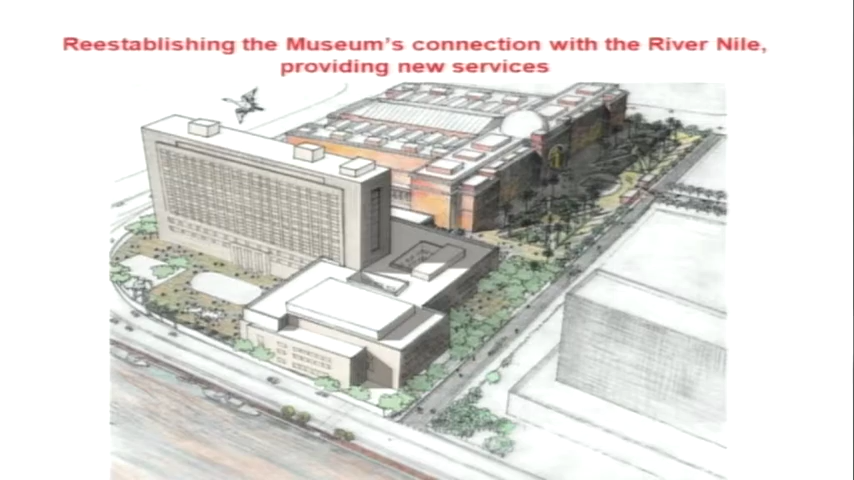 Reestablishing the Museum's connection with the River Nile,
providing new services